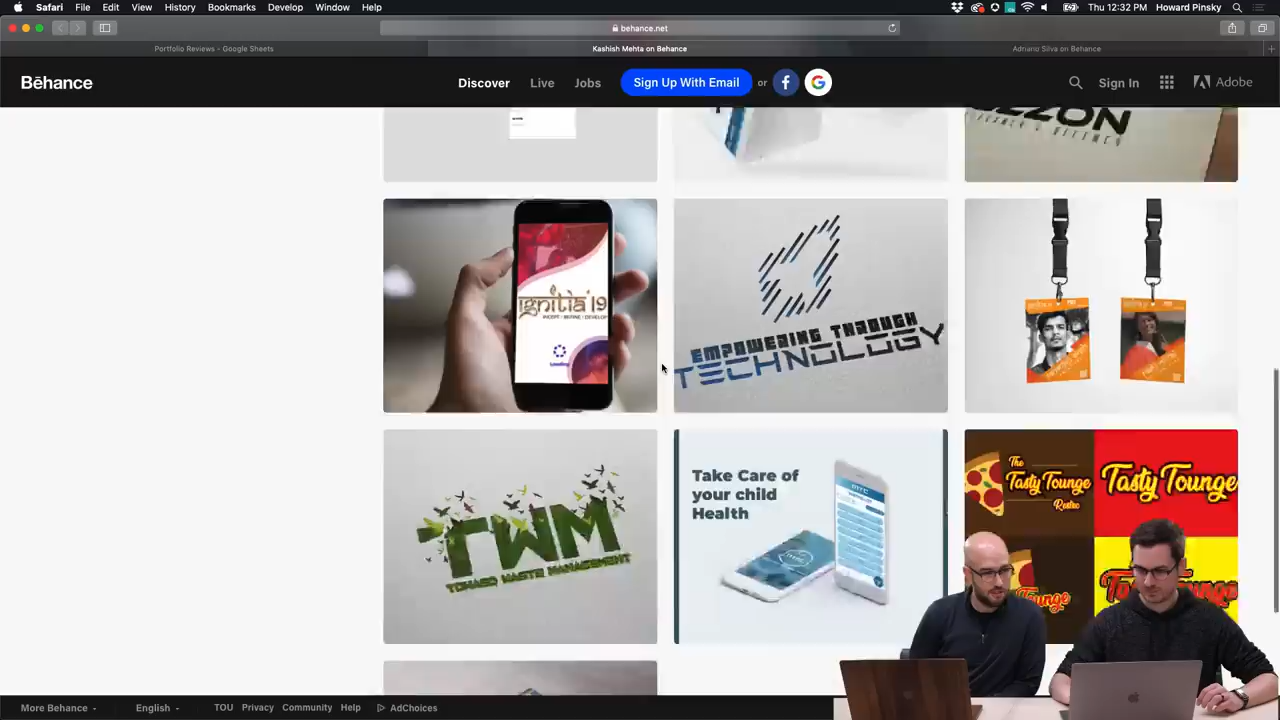 Safari File Edit View History Bookmarks Develop Window Help Thu 12:32 PM Howard Pinsky
behance.net
Portfolio Reviews - Google Sheets Kashish Mehta on Behance Adriano Silva on Behance
Bēhance Discover Live Jobs Sign Up With Email or f G Sign In Adobe
ignitia'19
EMPOWERING THROUGH
TECHNOLOGY
TWM
WASTE MANAGEMENT
Take Care of
your child
Health
The
Tasty Tounge
Tasty Tounge
More Behance English TOU Privacy Community Help AdChoices